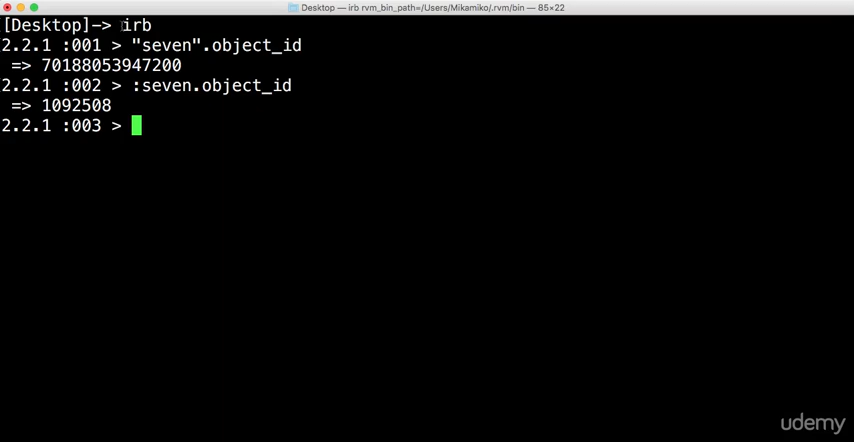 Desktop — irb rvm_bin_path=/Users/Mikamiko/.rvm/bin — 85×22
[[Desktop]-> irb
(2.2.1 :001 > "seven".object_id
=> 70188053947200
(2.2.1 :002 > :seven.object_id
=> 1092508
2.2.1 :003 >
udemy